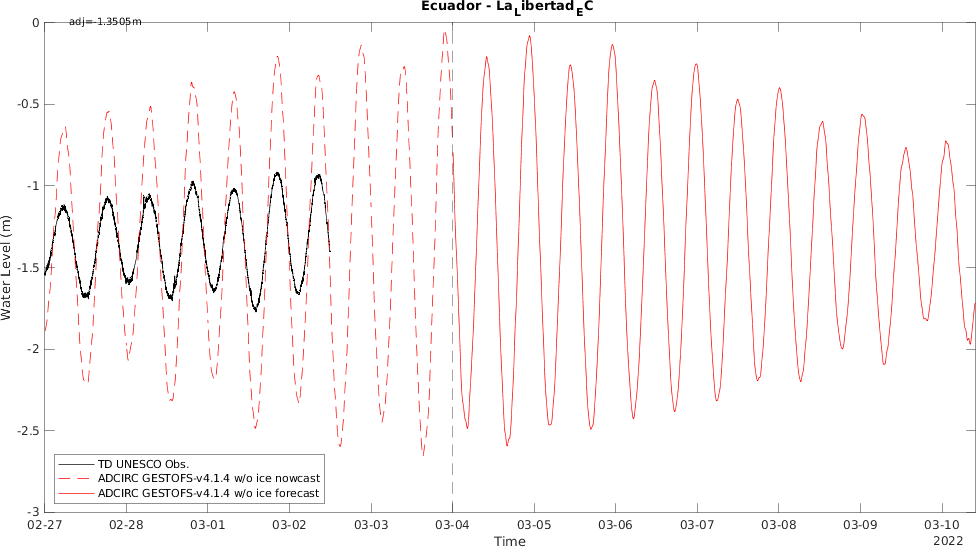 Ecuador - LaLibertadEC
adj=-1.3505m
0
-0.5
-1
-1.5
-2
-2.5
-3
Water Level (m)
TD UNESCO Obs.
ADCIRC GESTOFS-v4.1.4 w/o ice nowcast
ADCIRC GESTOFS-v4.1.4 w/o ice forecast
02-27 02-28 03-01 03-02 03-03 03-04 03-05 03-06 03-07 03-08 03-09 03-10
Time
2022